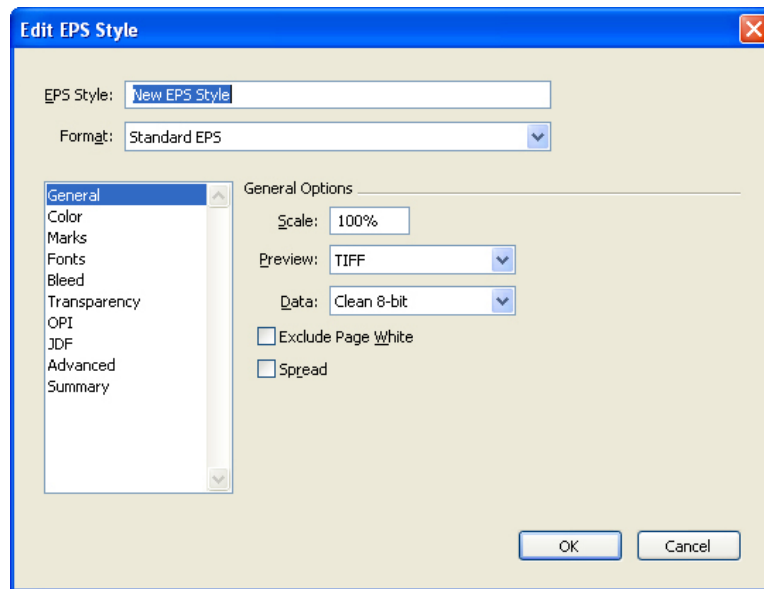 Edit EPS Style
EPS Style: New EPS Style
Format: Standard EPS
General
Color
Marks
Fonts
Bleed
Transparency
OPI
JDF
Advanced
Summary
General Options
Scale: 100%
Preview: TIFF
Data: Clean 8-bit
Exclude Page White
Spread
OK Cancel